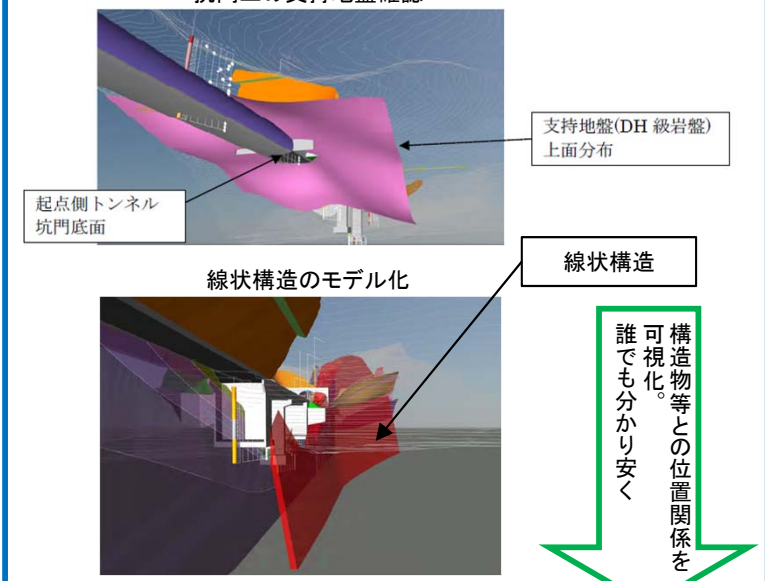 支持地盤(DH 級岩盤)
上面分布
起点側トンネル
坑門底面
線状構造のモデル化
線状構造
構造物等との位置関係を
可視化。
誰でも分かり安く